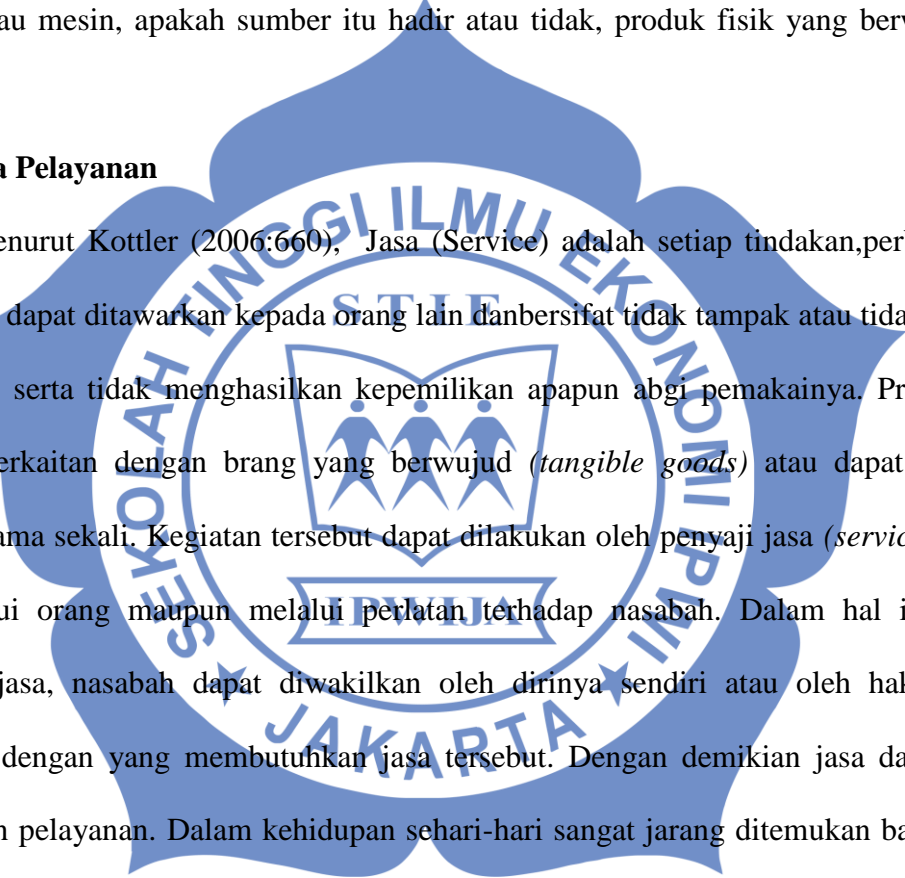 au mesin, apakah sumber itu hadir atau tidak, produk fisik yang berw
a Pelayanan
enurut Kottler (2006:660), Jasa (Service) adalah setiap tindakan,per
dapat ditawarkan kepada orang lain danbersifat tidak tampak atau tida
serta tidak menghasilkan kepemilikan apapun abgi pemakainya. Pr
erkaitan dengan brang yang berwujud (tangible goods) atau dapat
ama sekali. Kegiatan tersebut dapat dilakukan oleh penyaji jasa (servic
ui orang maupun melalui perlatan terhadap nasabah. Dalam hal i
jasa, nasabah dapat diwakilkan oleh dirinya sendiri atau oleh hak
dengan yang membutuhkan jasa tersebut. Dengan demikian jasa da
n pelayanan. Dalam kehidupan sehari-hari sangat jarang ditemukan ba
SEKOLAH TINGGI ILMU EKONOMI IPWI
JAKARTA
STIE
IPWIJA